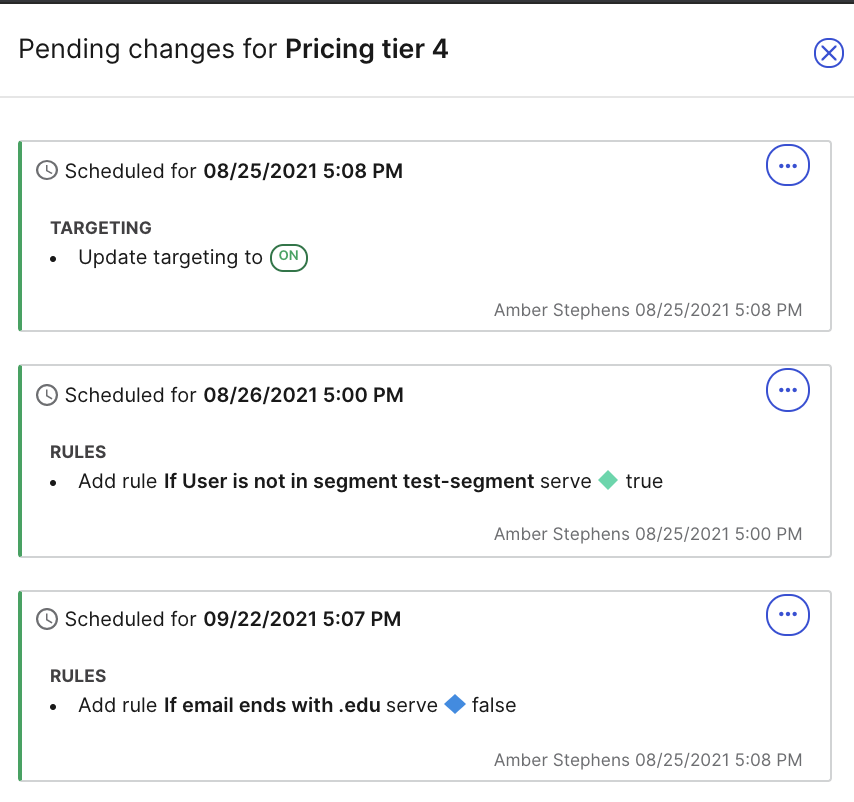 Pending changes for Pricing tier 4
Scheduled for 08/25/2021 5:08 PM
TARGETING
• Update targeting to ON
Amber Stephens 08/25/2021 5:08 PM
Scheduled for 08/26/2021 5:00 PM
RULES
• Add rule If User is not in segment test-segment serve true
Amber Stephens 08/25/2021 5:00 PM
Scheduled for 09/22/2021 5:07 PM
RULES
• Add rule If email ends with .edu serve false
Amber Stephens 08/25/2021 5:08 PM